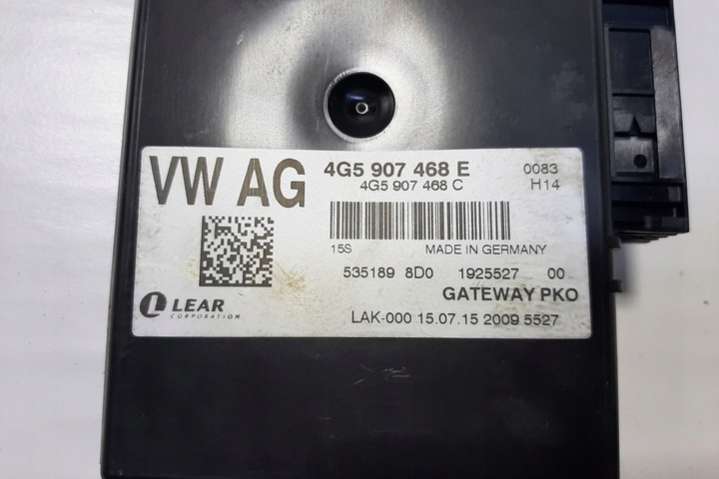 VW AG
4G5 907 468 E 0083
4G5 907 468 C H14
15S MADE IN GERMANY
535189 8D0 1925527 00
GATEWAY PKO
LEAR
CORPORATION
LAK-000 15.07.15 2009 5527